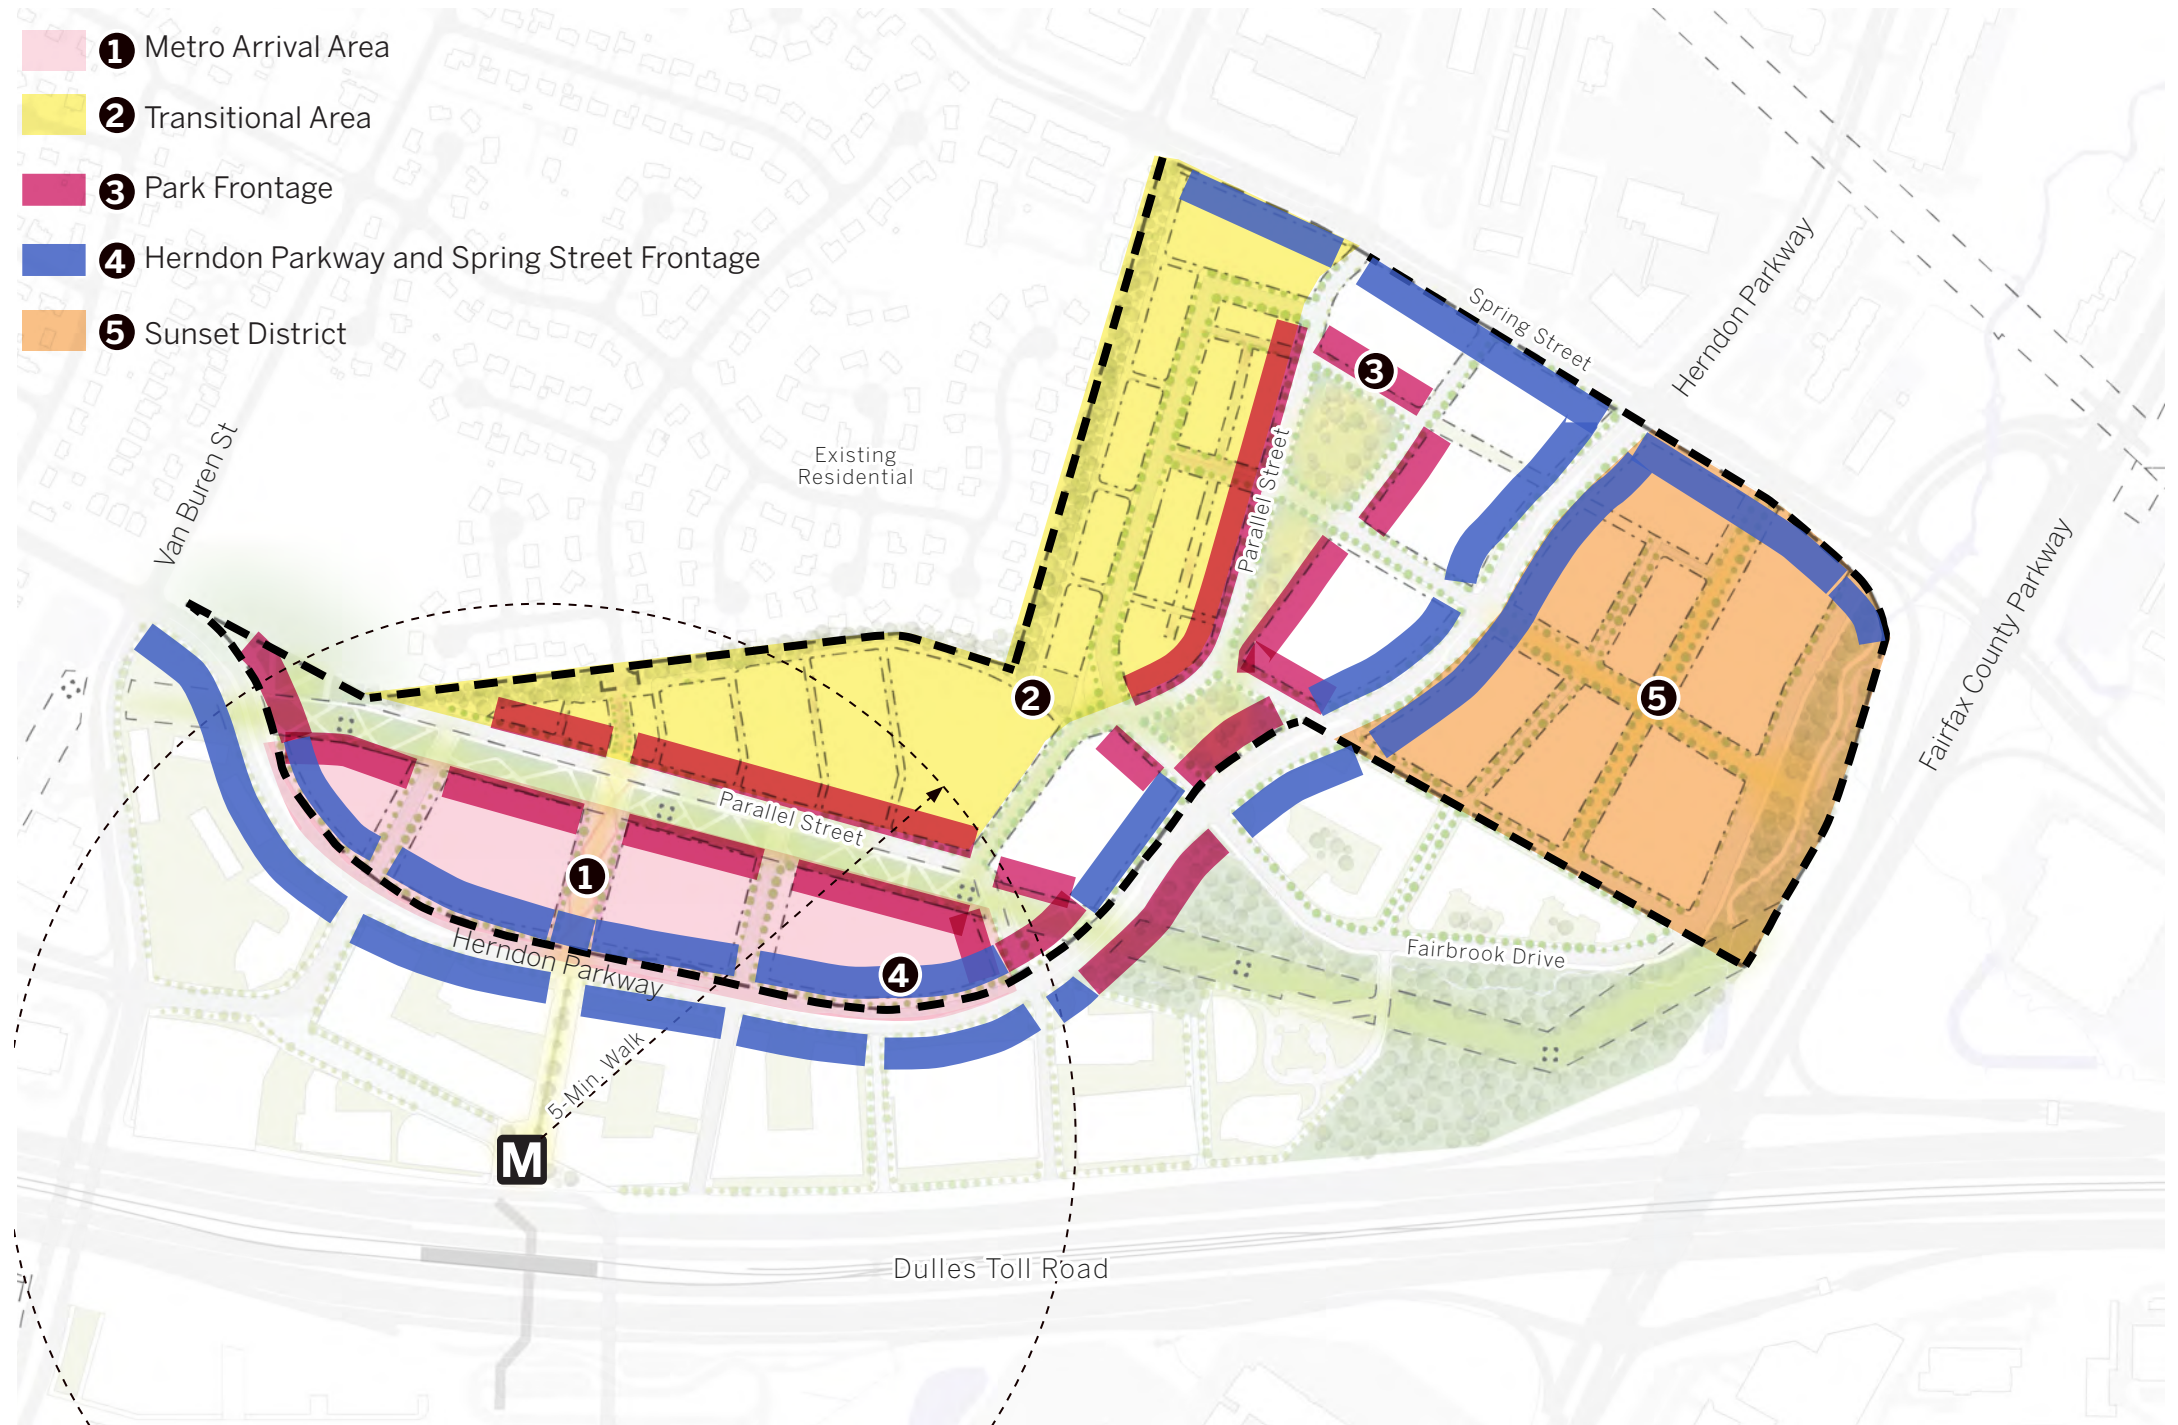 1 Metro Arrival Area
2 Transitional Area
3 Park Frontage
4 Herndon Parkway and Spring Street Frontage
5 Sunset District
Spring Street
Herndon Parkway
3
Van Buren St
Existing
Residential
Parallel Street
Fairfax County Parkway
2
5
Parallel Street
1
Herndon Parkway
4
Fairbrook Drive
5-Min. Walk
M
Dulles Toll Road